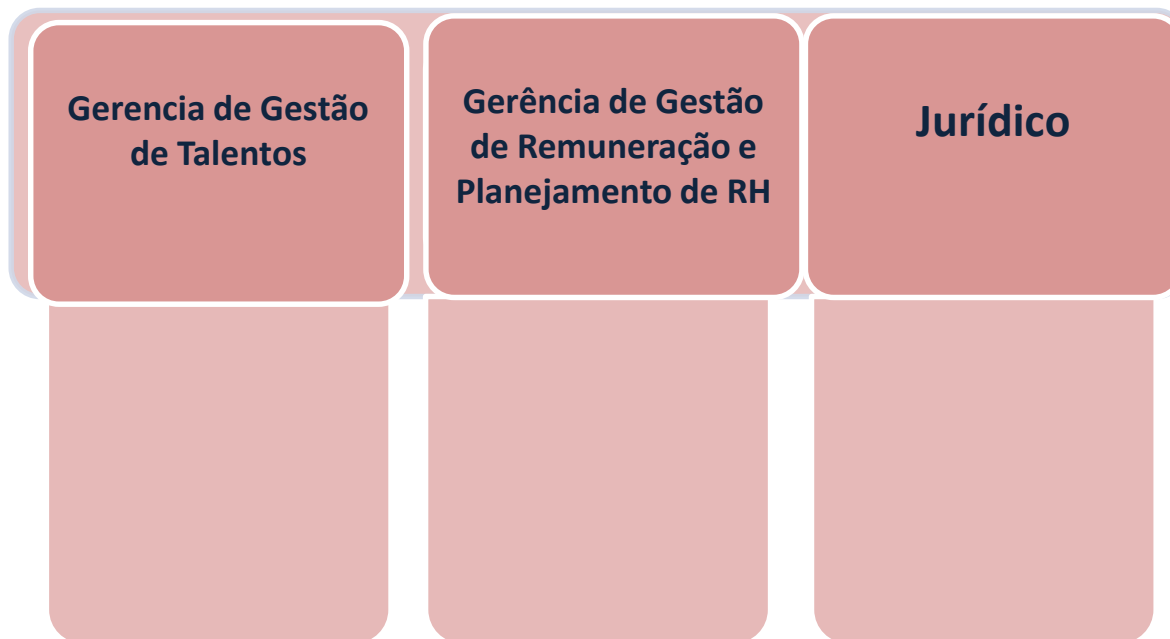 Gerencia de Gestão
de Talentos
Gerência de Gestão
de Remuneração e
Planejamento de RH
Jurídico